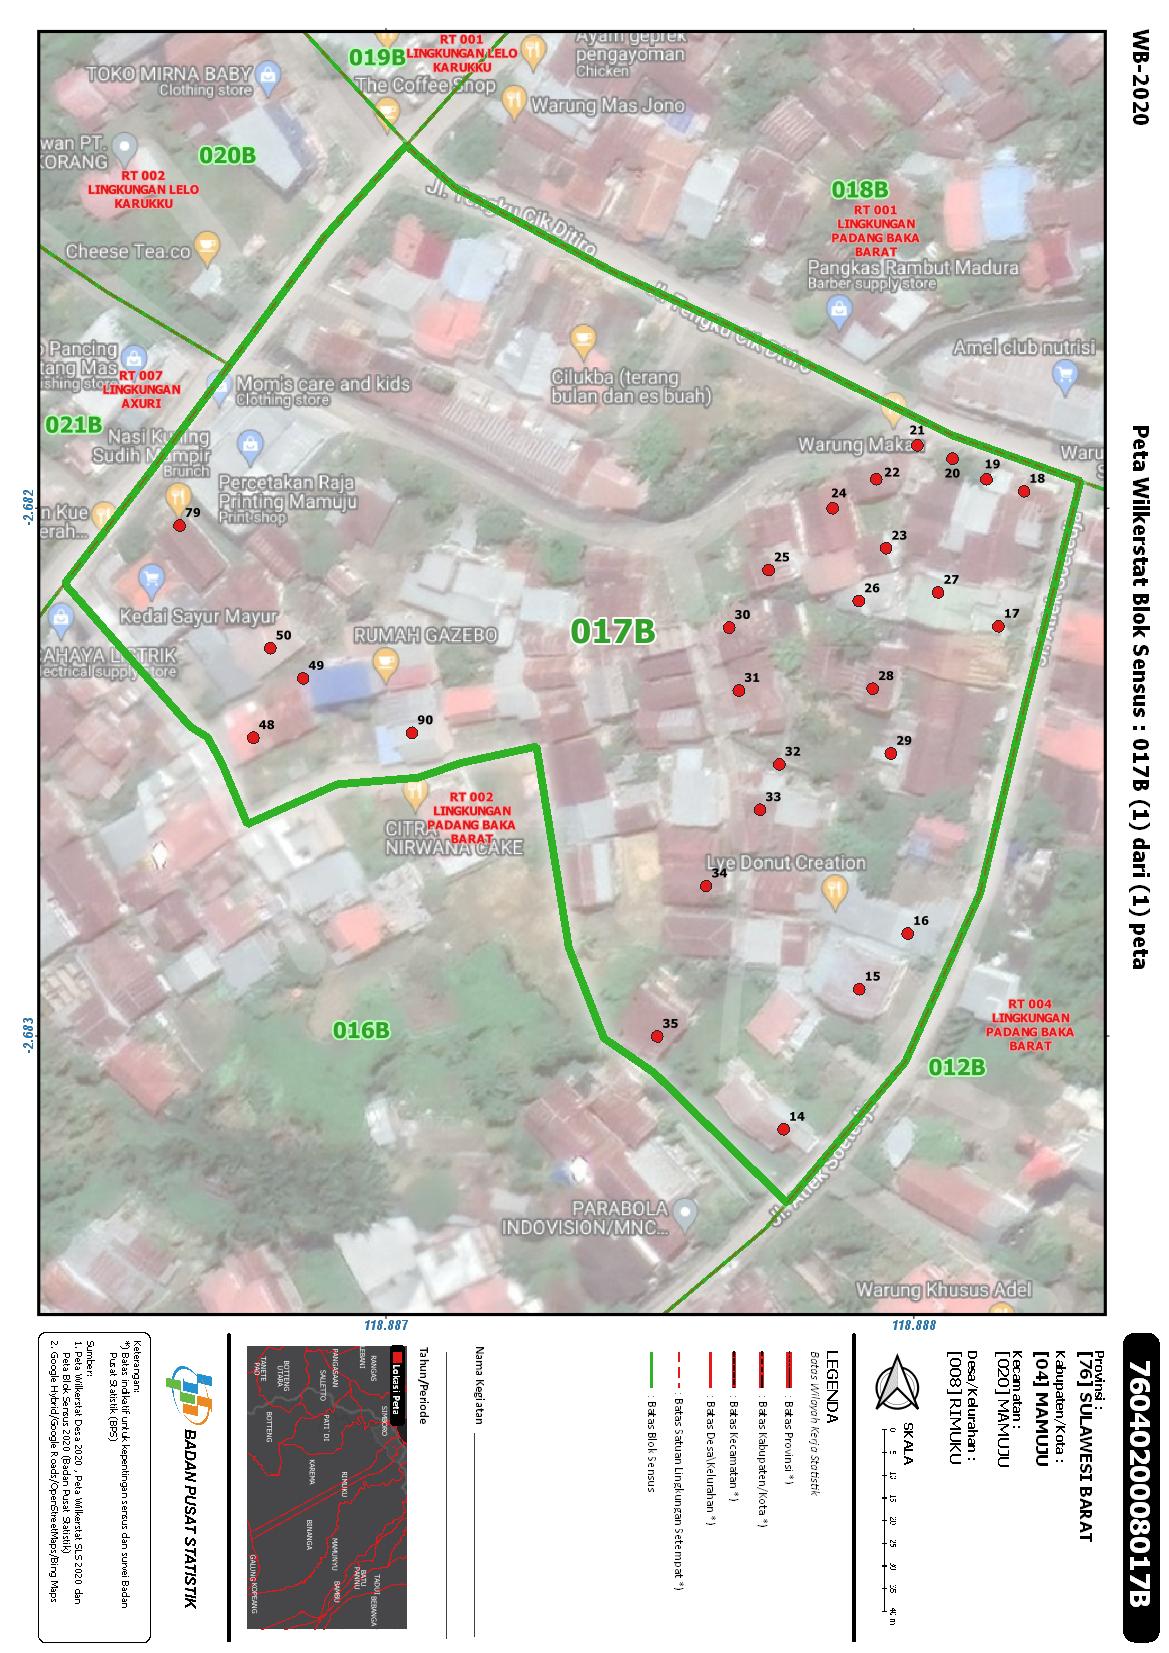 WB-2020
Peta Wilkerstat Blok Sensus : 017B (1) dari (1) peta
7604020008017B
019B
RT 001
LINGKUNGAN LELO
KARUKKU
Ayam geprek
pengayoman
Chicken
TOKO MIRNA BABY
Clothing store
The Coffee Shop
Warung Mas Jono
wan PT.
KORANG
020B
RT 002
LINGKUNGAN LELO
KARUKKU
Jl. Tengku Cik Ditiro
018B
RT 001
LINGKUNGAN
PADANG BAKA
BARAT
Cheese Tea.co
Pangkas Rambut Madura
Barber supply store
Jl. Tengku Cik Ditiro
Pancing
tang Mas
ishing store
RT 007
LINGKUNGAN
AXURI
021B
Mom's care and kids
Clothing store
Cilukba (terang
bulan dan es buah)
Amel club nutrisi
Nasi Kuning
Sudih Mampir
Brunch
Warung Makan
Waru
Percetakan Raja
Printing Mamuju
Print shop
n Kue
erah...
21
20
19
18
22
24
23
25
26
27
17
30
31
28
29
32
33
34
16
15
35
14
79
50
49
48
90
Kedai Sayur Mayur
RUMAH GAZEBO
017B
AHAYA LISTRIK
lectrical supply store
RT 002
LINGKUNGAN
PADANG BAKA
BARAT
CITRA
NIRWANA CAKE
Lye Donut Creation
016B
RT 004
LINGKUNGAN
PADANG BAKA
BARAT
012B
PARABOLA
INDOVISION/MNC...
Warung Khusus Adel
-2.682
-2.683
118.887
118.888
Provinsi :
[76] SULAWESI BARAT
Kabupaten/Kota :
[04] MAMUJU
Kecamatan :
[020] MAMUJU
Desa/Kelurahan :
[008] RIMUKU
SKALA
0 5 10 15 20 25 30 35 40 m
LEGENDA
Batas Wilayah Kerja Statistik
: Batas Provinsi *)
: Batas Kabupaten/Kota *)
: Batas Kecamatan *)
: Batas Desa\Kelurahan *)
: Batas Satuan Lingkungan Setempat *)
: Batas Blok Sensus
Nama Kegiatan
Tahun/Periode
Lokasi Peta
RANGAS
SIMBORO
TADUI
BEBANGA
PANGASAAN
SALLETTO
PATI' DI
RIMUKU
MAMUNYU
BATU
PANNU
BAMBU
BOTTENG
UTARA
KAREMA
BINANGA
TANETE
PAO
BOTTENG
GALUNG
KOPEANG
BADAN PUSAT STATISTIK
Keterangan:
*) Batas indikatif untuk kepentingan sensus dan survei Badan
Pusat Statistik (BPS)
Sumber:
1. Peta Wilkerstat Desa 2020 , Peta Wilkerstat SLS 2020 dan
Peta Blok Sensus 2020 (Badan Pusat Statistik)
2. Google Hybrid/Google Roads/OpenStreetMaps/Bing Maps